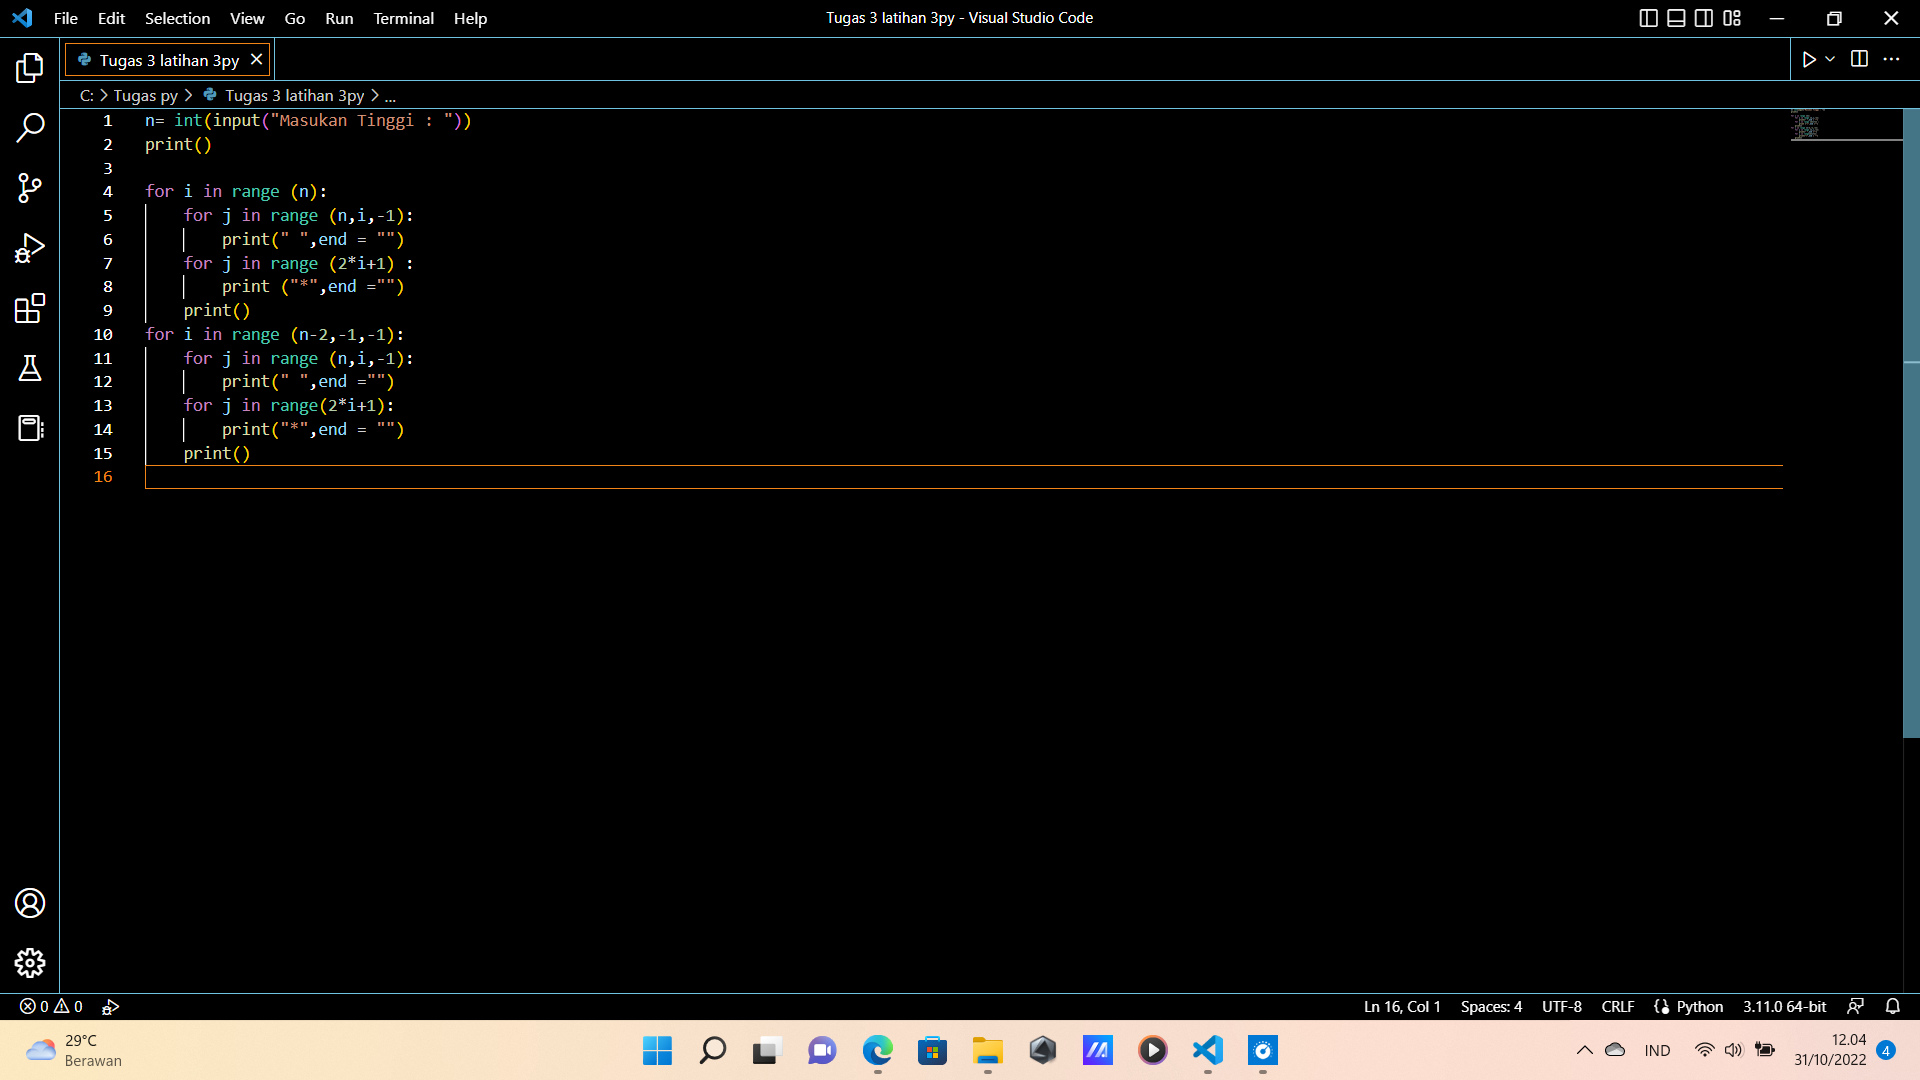 File Edit Selection View Go Run Terminal Help
Tugas 3 latihan 3py - Visual Studio Code
Tugas 3 latihan 3py
C: > Tugas py > Tugas 3 latihan 3py > ...
1 n= int(input("Masukan Tinggi : "))
2 print()
3
4 for i in range (n):
5     for j in range (n,i,-1):
6         print(" ",end = "")
7     for j in range (2*i+1) :
8         print ("*",end ="")
9     print()
10 for i in range (n-2,-1,-1):
11     for j in range (n,i,-1):
12         print(" ",end ="")
13     for j in range(2*i+1):
14         print("*",end = "")
15     print()
16
0 0
Ln 16, Col 1 Spaces: 4 UTF-8 CRLF Python 3.11.0 64-bit
29°C
Berawan
IND
12.04
31/10/2022
4